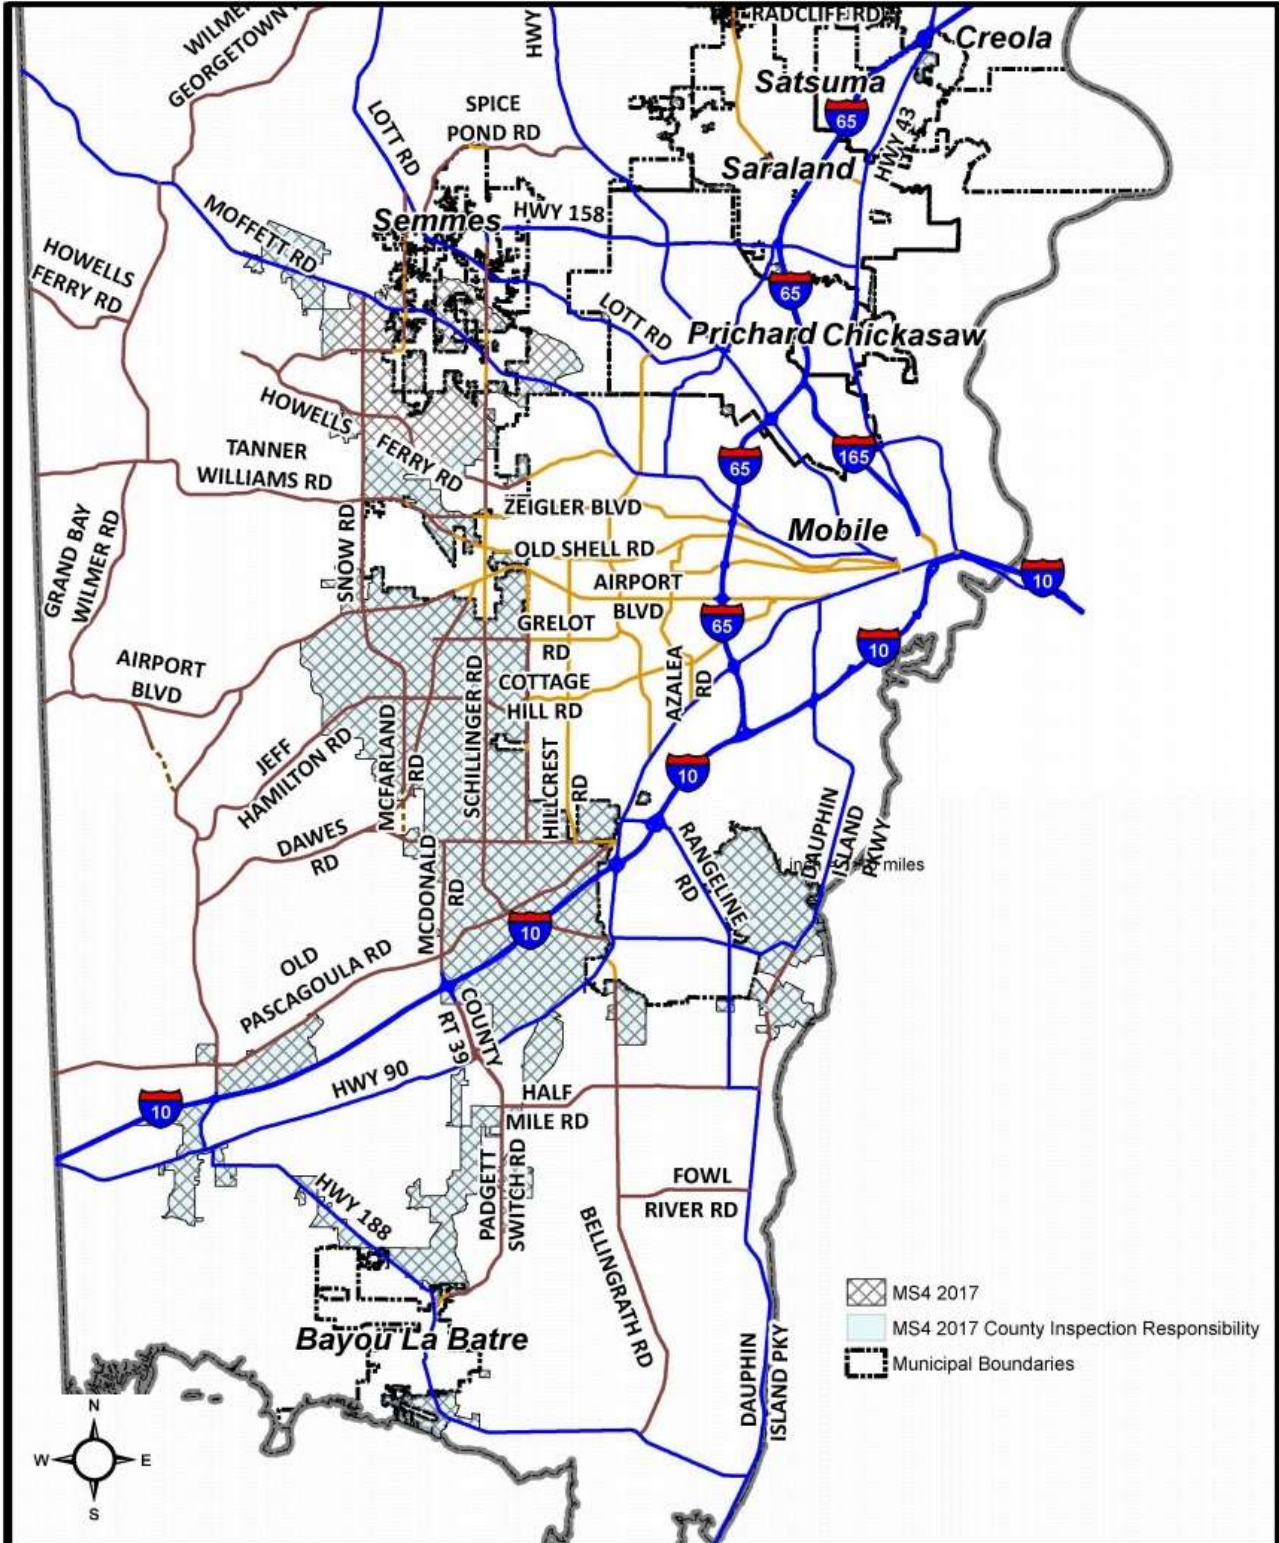 WILMER
GEORGETOWN
HWY
RADCLIFF RD
Creola
Satsuma
LOTT RD
SPICE
POND RD
65
HWY 43
Saraland
Semmes
HWY 158
MOFFETT RD
HOWELLS
FERRY RD
65
LOTT RD
Prichard
Chickasaw
HOWELLS
FERRY RD
TANNER
WILLIAMS RD
65
165
ZEIGLER BLVD
Mobile
GRAND BAY
WILMER RD
SNOW RD
OLD SHELL RD
AIRPORT
BLVD
10
65
GRELOT
RD
10
AIRPORT
BLVD
SCHILLINGER RD
COTTAGE
HILL RD
AZALEA
RD
JEFF
HAMILTON RD
MCFARLAND
RD
HILLCREST
RD
10
DAWES
RD
MCDONALD
RD
RANGELINE
RD
DAUPHIN
ISLAND
PKWY
miles
10
OLD
PASCAGOULA RD
COUNTY
RT 39
HWY 90
HALF
MILE RD
10
PADGETT
SWITCH RD
FOWL
RIVER RD
HWY 188
BELLINGRATH RD
MS4 2017
MS4 2017 County Inspection Responsibility
Municipal Boundaries
Bayou La Batre
DAUPHIN
ISLAND PKY
N
W
E
S